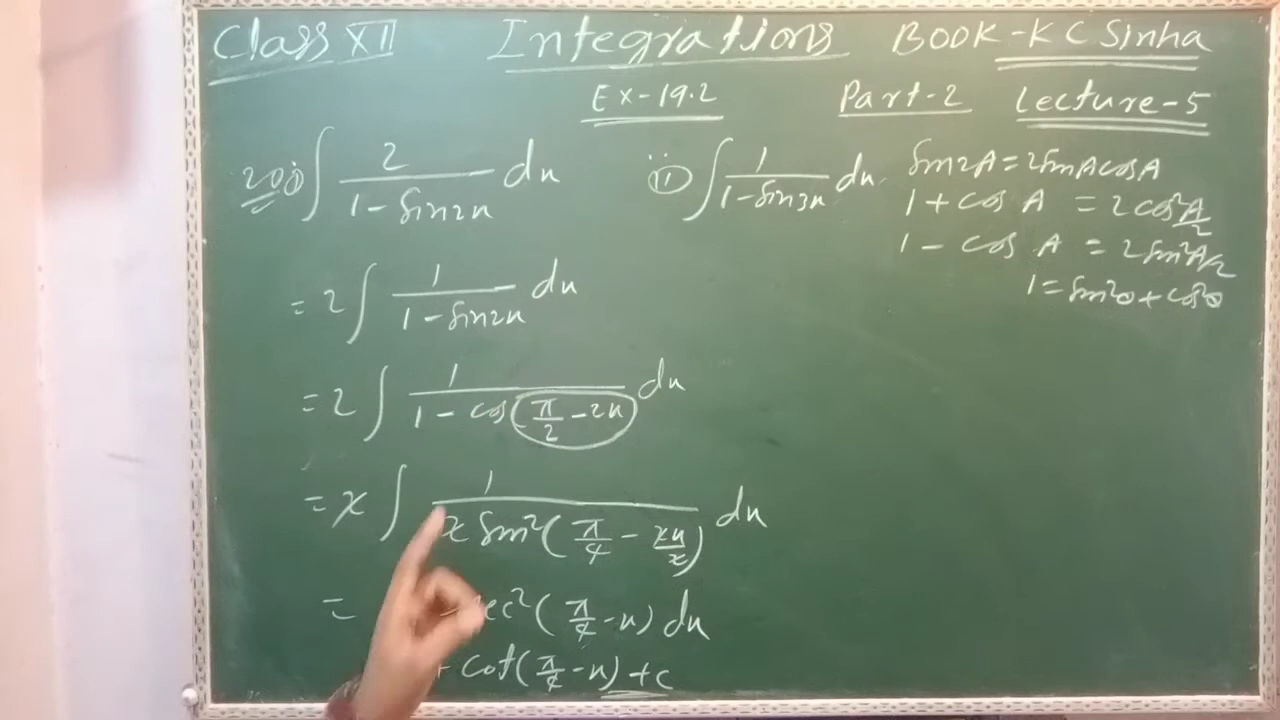 Class XII Integrations BOOK-KC Sinha
Ex-19.2 Part-2 Lecture-5
200 i) ∫ 2/(1-Sin2x) dx
ii) ∫ 1/(1-Sin3x) dx
Sin2A=2SinAcosA
1+cos A = 2cos²A/2
1- cos A = 2Sin²A/2
1=Sin²θ+cos²θ
= 2∫ 1/(1-Sin2x) dx
= 2∫ 1/(1-cos(π/2-2x)) dx
= 2∫ 1/(2 Sin²(π/4 - 2x/2)) dx
= ec²(π/4-x) dx
+ cot(π/4-x)+c